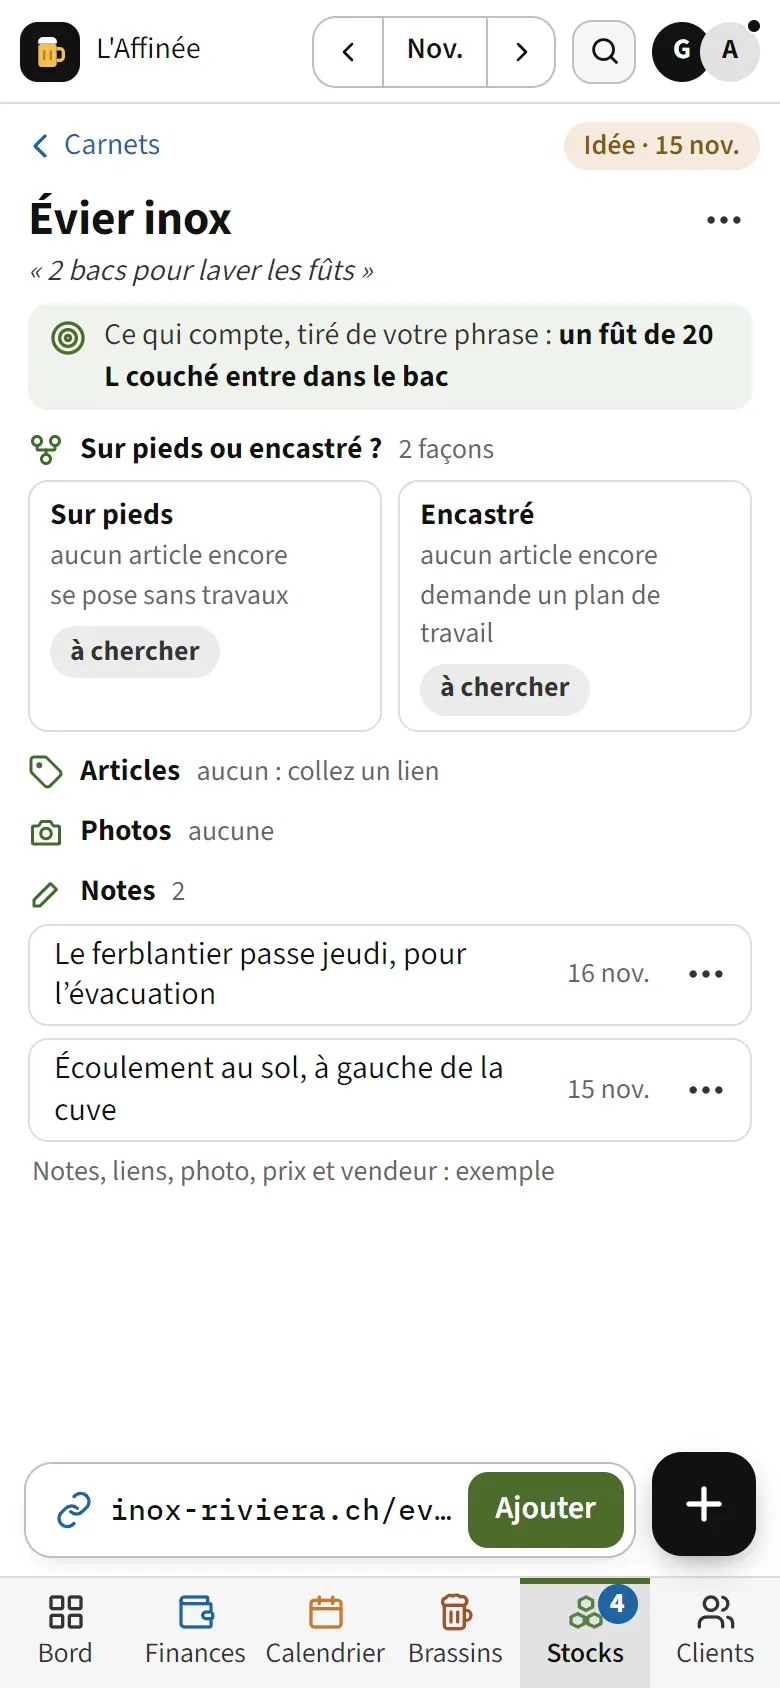 L'Affinée
Nov.
G
A
Carnets
Idée · 15 nov.
Évier inox
« 2 bacs pour laver les fûts »
Ce qui compte, tiré de votre phrase : un fût de 20
L couché entre dans le bac
Sur pieds ou encastré ? 2 façons
Sur pieds
aucun article encore
se pose sans travaux
à chercher
Encastré
aucun article encore
demande un plan de
travail
à chercher
Articles aucun : collez un lien
Photos aucune
Notes 2
Le ferblantier passe jeudi, pour
l’évacuation
16 nov.
Écoulement au sol, à gauche de la
cuve
15 nov.
Notes, liens, photo, prix et vendeur : exemple
inox-riviera.ch/ev…
Ajouter
Bord
Finances
Calendrier
Brassins
4
Stocks
Clients